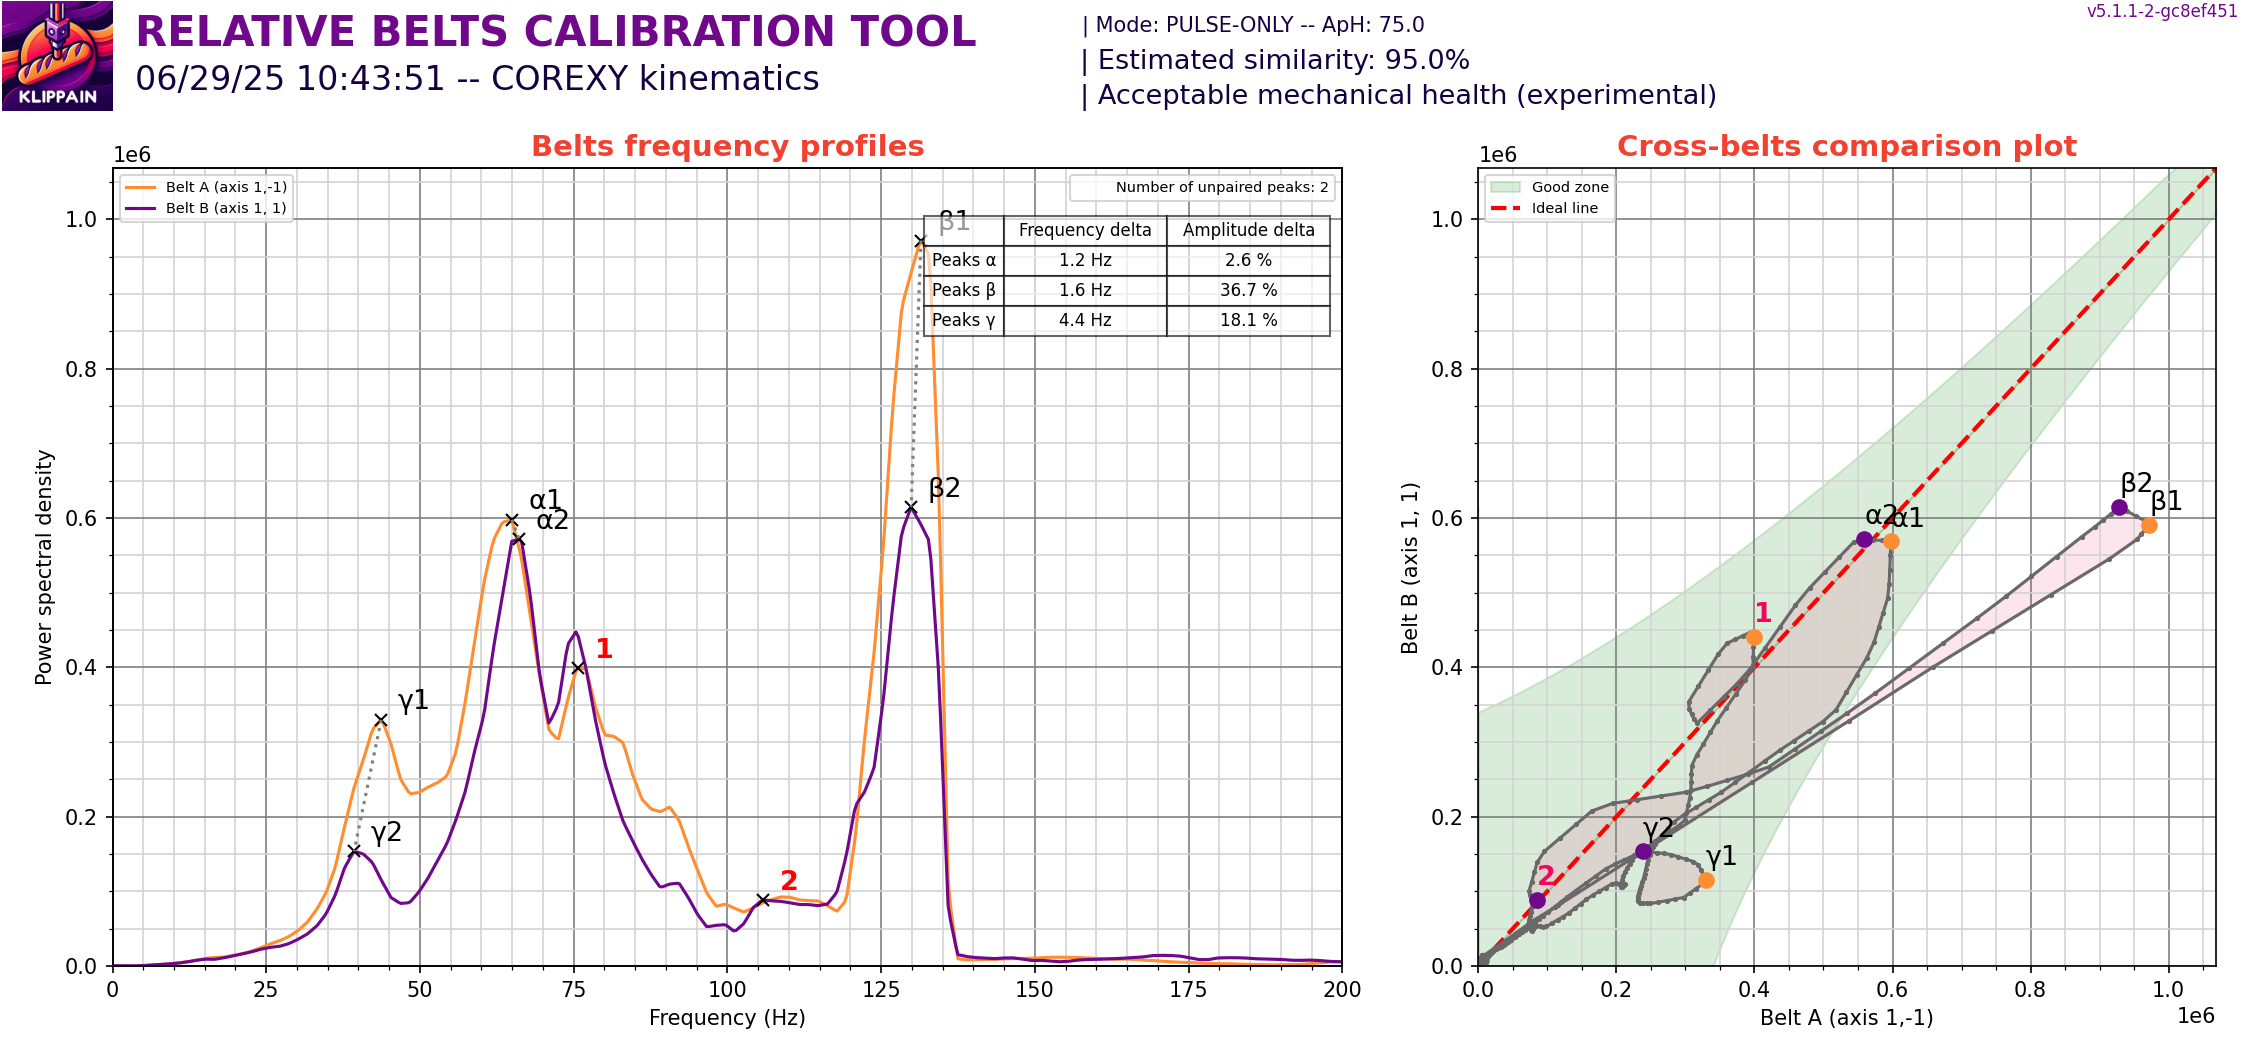 KLIPPAIN
RELATIVE BELTS CALIBRATION TOOL
06/29/25 10:43:51 -- COREXY kinematics
| Mode: PULSE-ONLY -- ApH: 75.0
| Estimated similarity: 95.0%
| Acceptable mechanical health (experimental)
v5.1.1-2-gc8ef451
Belts frequency profiles
1e6
Belt A (axis 1,-1)
Belt B (axis 1, 1)
Number of unpaired peaks: 2
Frequency delta Amplitude delta
Peaks α 1.2 Hz 2.6 %
Peaks β 1.6 Hz 36.7 %
Peaks γ 4.4 Hz 18.1 %
β1
β2
α1
α2
1
γ1
γ2
2
Power spectral density
1.0
0.8
0.6
0.4
0.2
0.0
0 25 50 75 100 125 150 175 200
Frequency (Hz)
Cross-belts comparison plot
1e6
Good zone
Ideal line
β2
β1
α2
α1
1
γ2
γ1
2
Belt B (axis 1, 1)
1.0
0.8
0.6
0.4
0.2
0.0
0.0 0.2 0.4 0.6 0.8 1.0
Belt A (axis 1,-1)
1e6